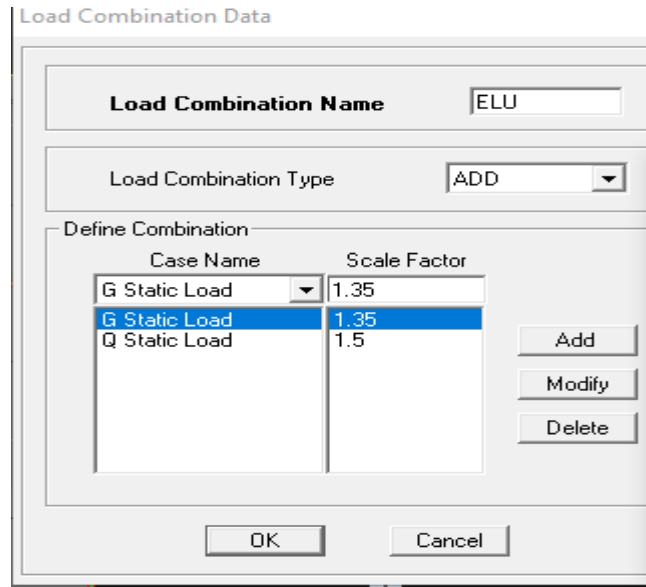 Load Combination Data
Load Combination Name ELU
Load Combination Type ADD
Define Combination
Case Name Scale Factor
G Static Load 1.35
G Static Load 1.35
Q Static Load 1.5
Add
Modify
Delete
OK Cancel